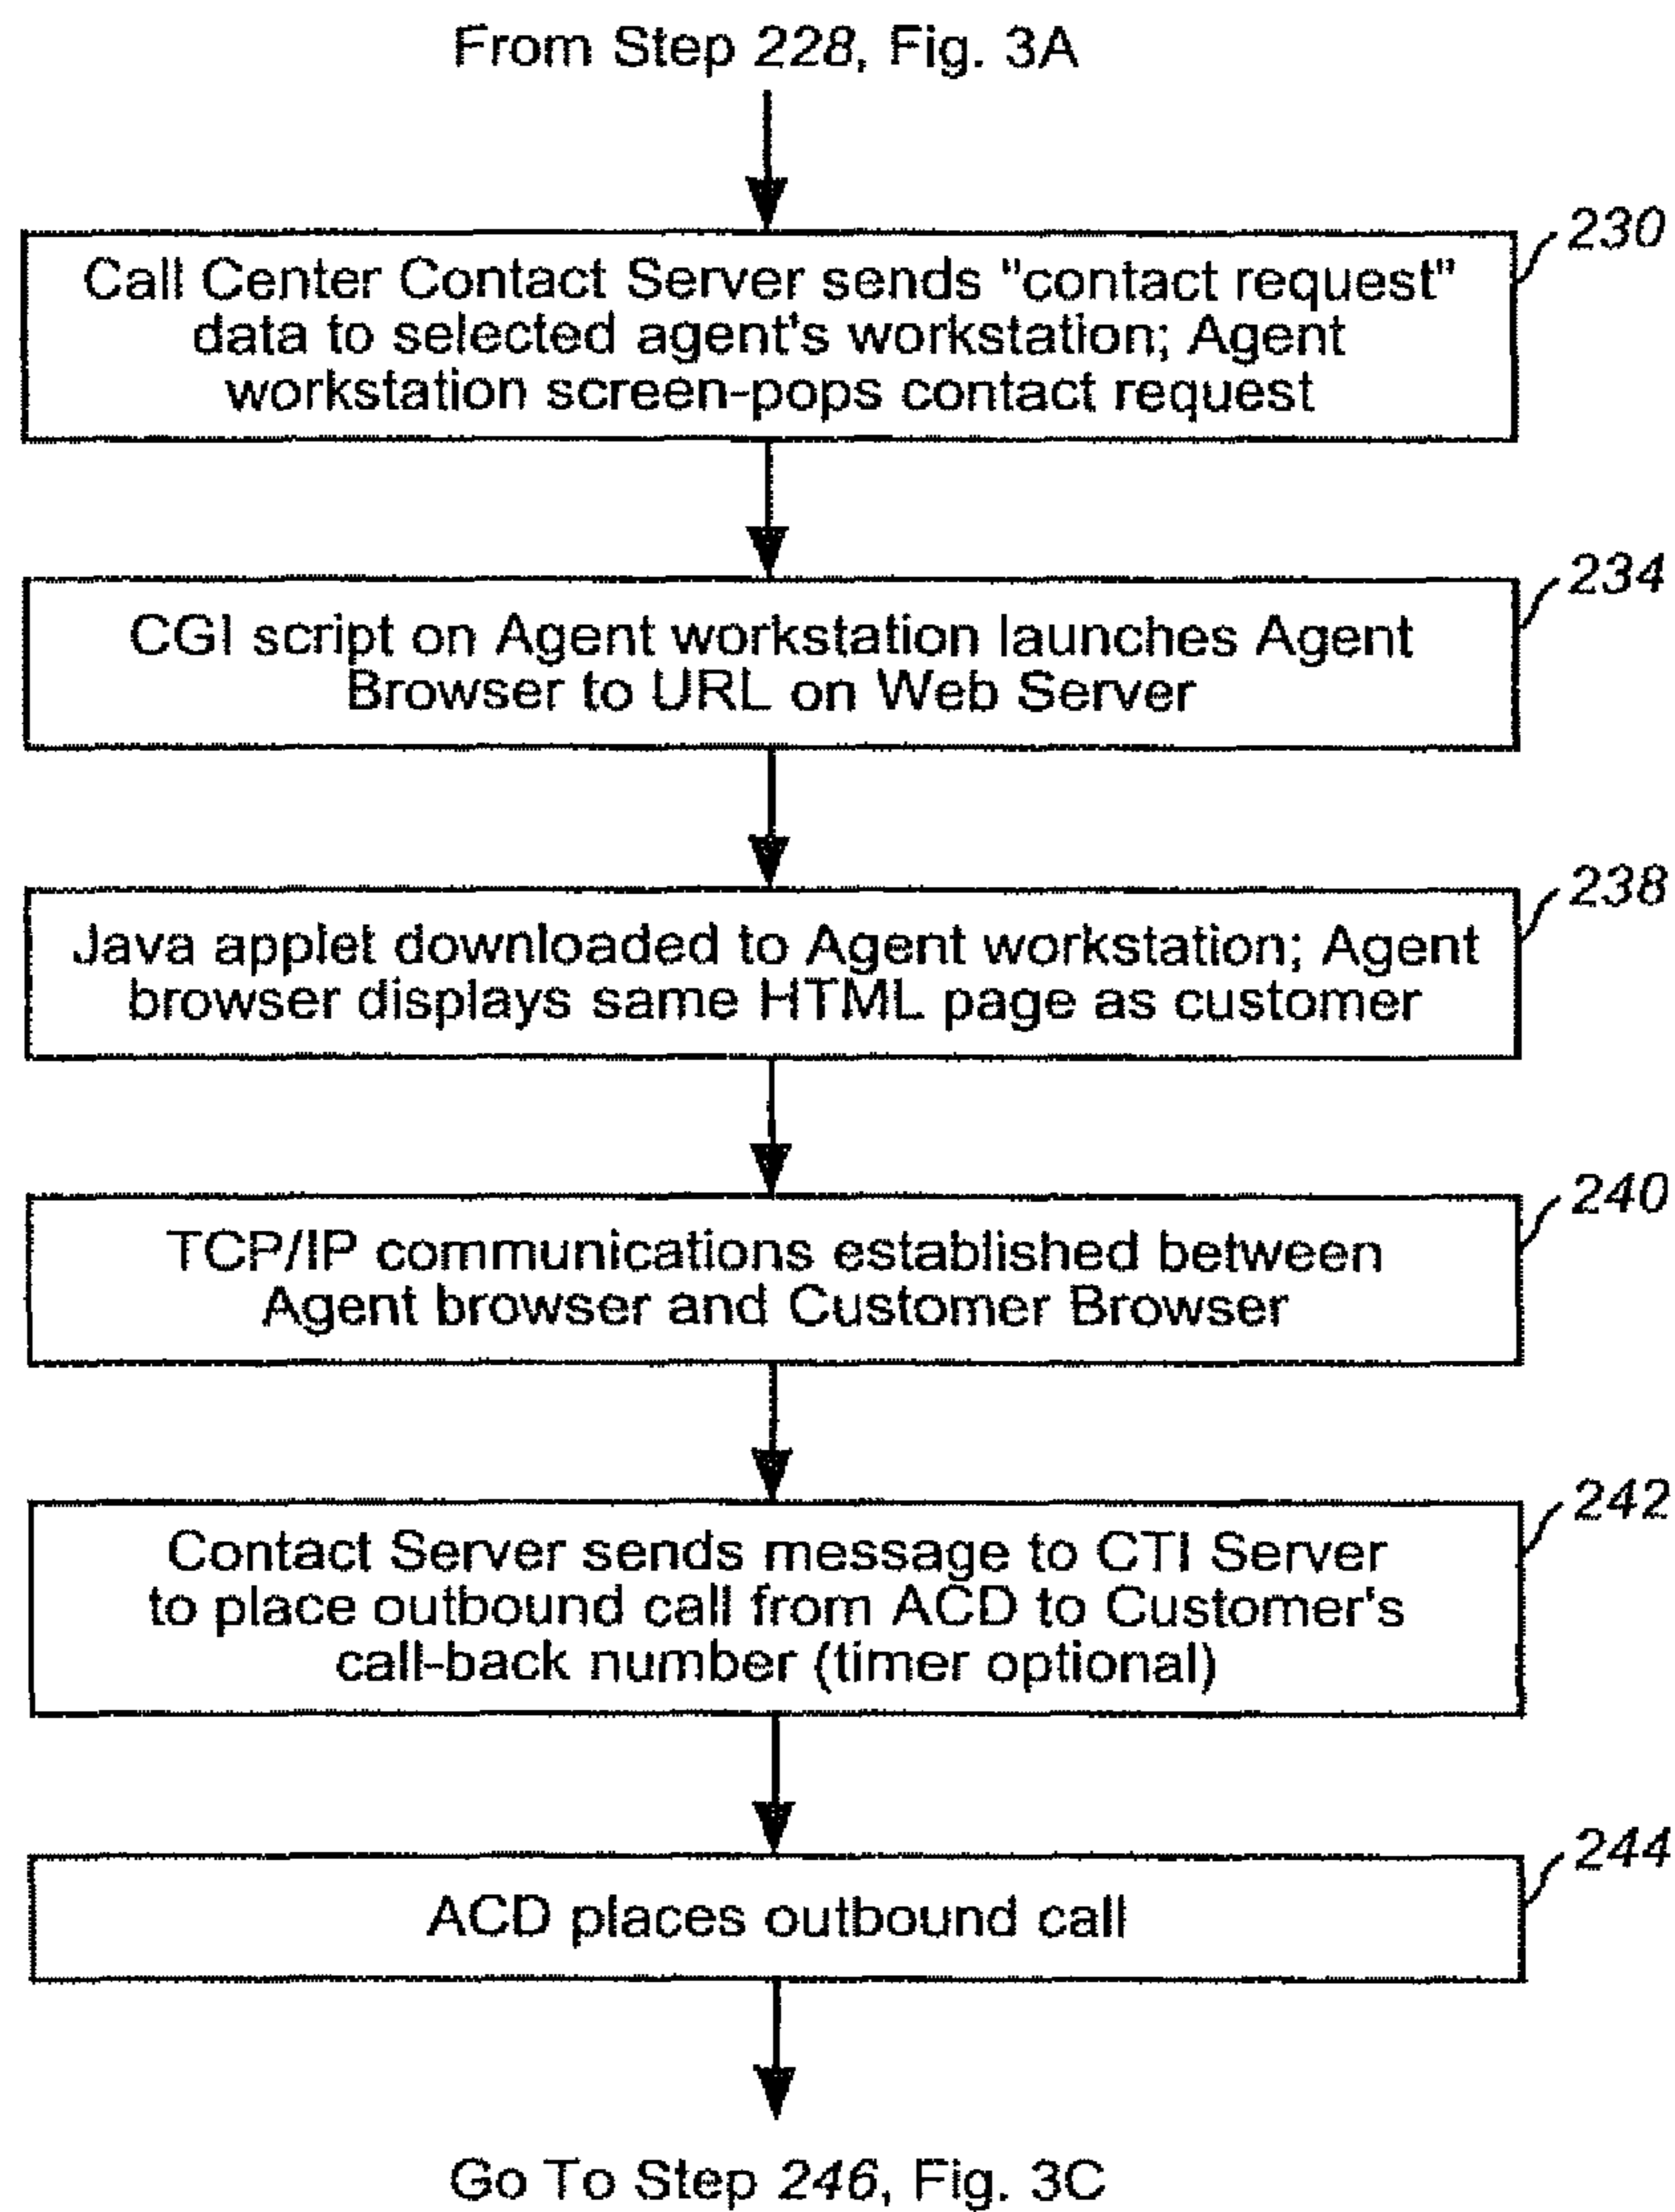 From Step 228, Fig. 3A
230
Call Center Contact Server sends "contact request"
data to selected agent's workstation; Agent
workstation screen-pops contact request
234
CGI script on Agent workstation launches Agent
Browser to URL on Web Server
238
Java applet downloaded to Agent workstation; Agent
browser displays same HTML page as customer
240
TCP/IP communications established between
Agent browser and Customer Browser
242
Contact Server sends message to CTI Server
to place outbound call from ACD to Customer's
call-back number (timer optional)
244
ACD places outbound call
Go To Step 246, Fig. 3C